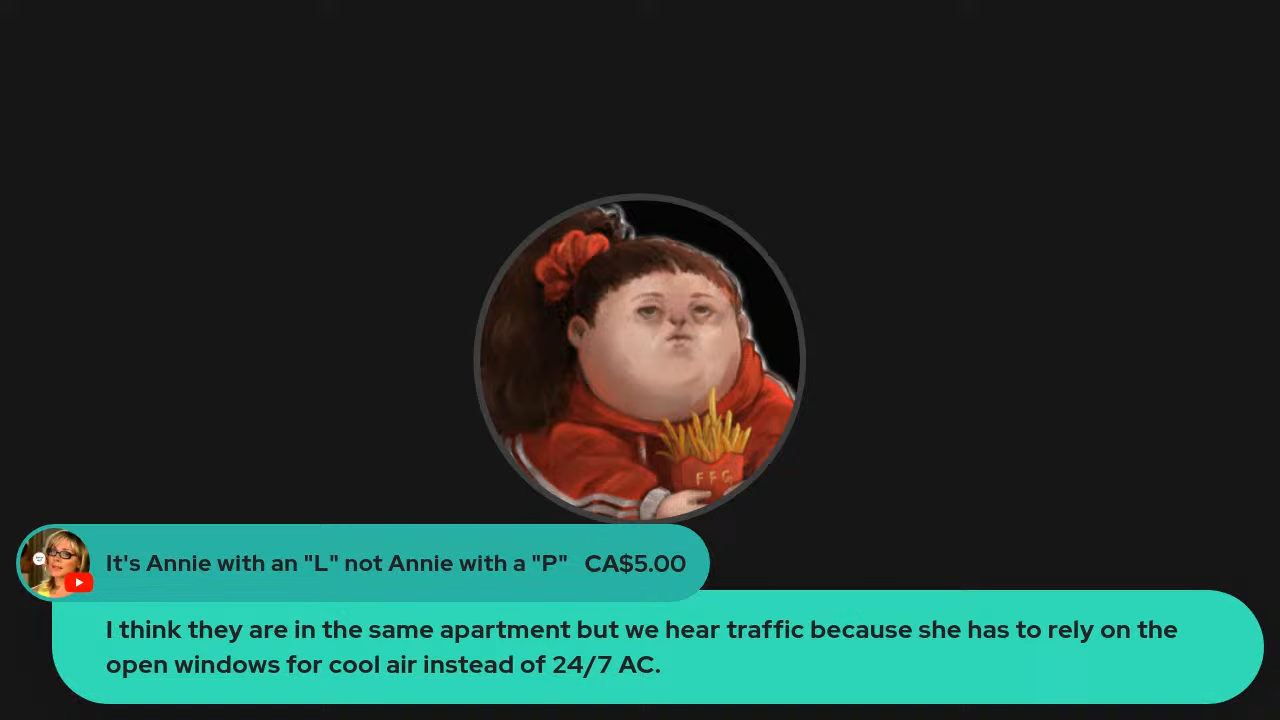 FFG
It's Annie with an "L" not Annie with a "P" CA$5.00
I think they are in the same apartment but we hear traffic because she has to rely on the
open windows for cool air instead of 24/7 AC.